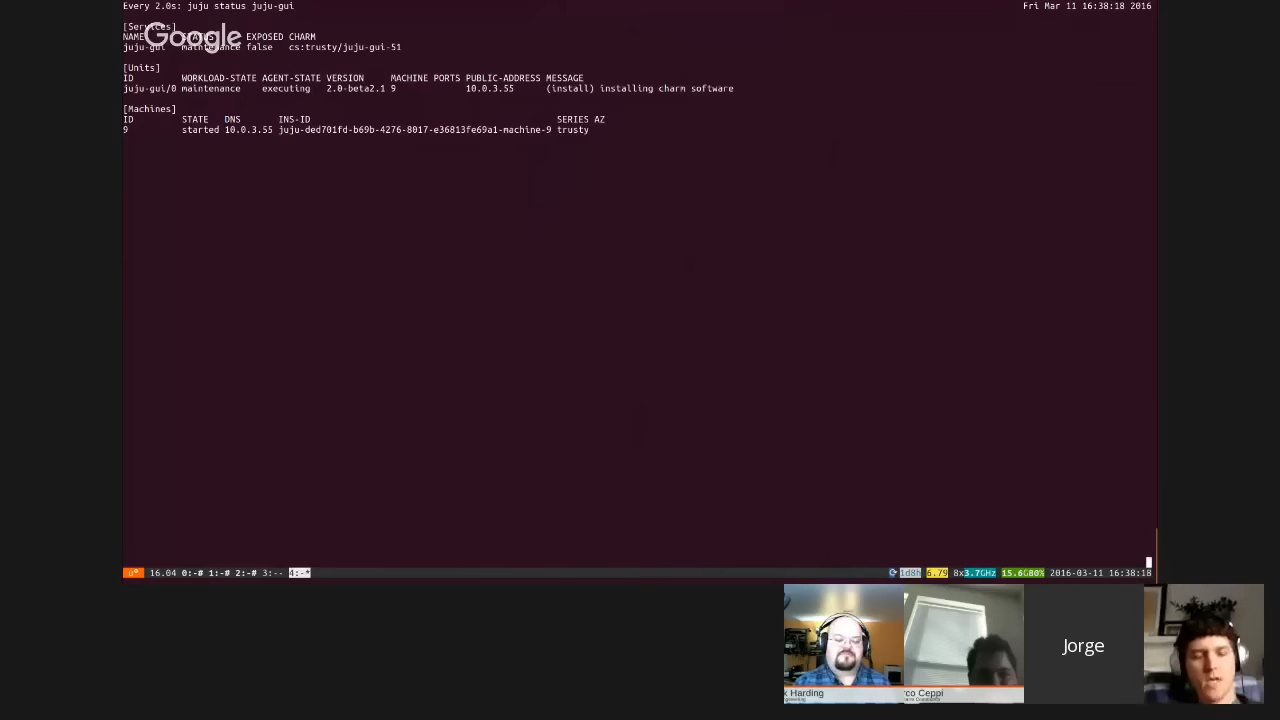 Every 2.0s: juju status juju-gui Fri Mar 11 16:38:18 2016
Google
[Services]
NAME STATUS EXPOSED CHARM
juju-gui maintenance false cs:trusty/juju-gui-51
[Units]
ID WORKLOAD-STATE AGENT-STATE VERSION MACHINE PORTS PUBLIC-ADDRESS MESSAGE
juju-gui/0 maintenance executing 2.0-beta2.1 9 10.0.3.55 (install) installing charm software
[Machines]
ID STATE DNS INS-ID SERIES AZ
9 started 10.0.3.55 juju-ded701fd-b69b-4276-8017-e36813fe69a1-machine-9 trusty
u* 16.04 0:-# 1:-# 2:-# 3:-- 4:-* 1d8h 6.79 8x3.7GHz 15.6G80% 2016-03-11 16:38:18
Jorge
k Harding
rco Ceppi